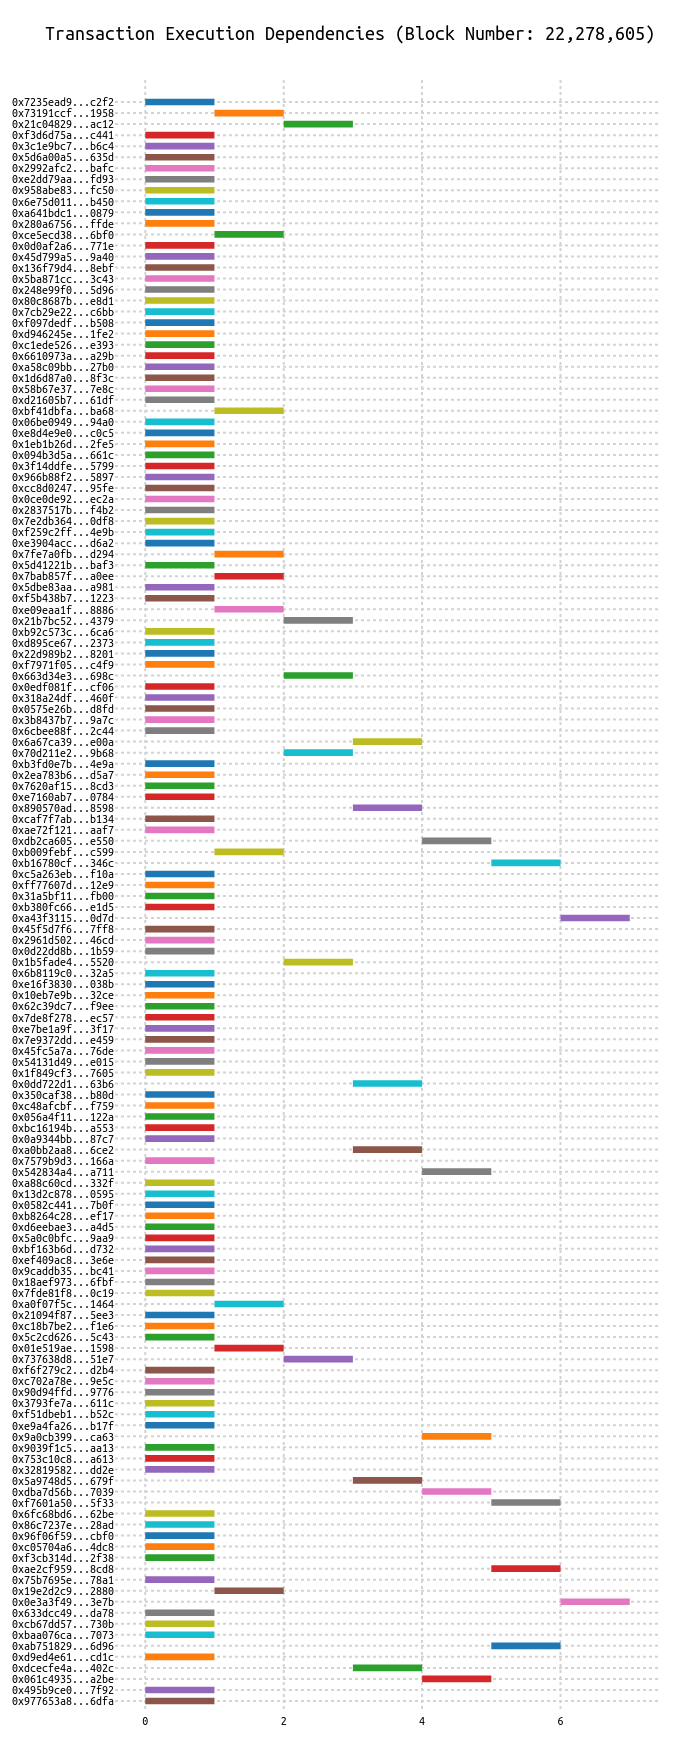 Transaction Execution Dependencies (Block Number: 22,278,605)
0x7235ead9...c2f2
0x73191ccf...1958
0x21c04829...ac12
0xf3d6d75a...c441
0x3c1e9bc7...b6c4
0x5d6a00a5...635d
0x2992afc2...bafc
0xe2dd79aa...fd93
0x958abe83...fc50
0x6e75d011...b450
0xa641bdc1...0879
0x280a6756...ffde
0xce5ecd38...6bf0
0x0d0af2a6...771e
0x45d799a5...9a40
0x136f79d4...8ebf
0x5ba871cc...3c43
0x248e99f0...5d96
0x80c8687b...e8d1
0x7cb29e22...c6bb
0xf097dedf...b508
0xd946245e...1fe2
0xc1ede526...e393
0x6610973a...a29b
0xa58c09bb...27b0
0x1d6d87a0...8f3c
0x58b67e37...7e8c
0xd21605b7...61df
0xbf41dbfa...ba68
0x06be0949...94a0
0xe8d4e9e0...c0c5
0x1eb1b26d...2fe5
0x094b3d5a...661c
0x3f14ddfe...5799
0x966b88f2...5897
0xcc8d0247...95fe
0x0ce0de92...ec2a
0x2837517b...f4b2
0x7e2db364...0df8
0xf259c2ff...4e9b
0xe3904acc...d6a2
0x7fe7a0fb...d294
0x5d41221b...baf3
0x7bab857f...a0ee
0x5dbe83aa...a981
0xf5b438b7...1223
0xe09eaa1f...8886
0x21b7bc52...4379
0xb92c573c...6ca6
0xd895ce67...2373
0x22d989b2...8201
0xf7971f05...c4f9
0x663d34e3...698c
0x0edf081f...cf06
0x318a24df...460f
0x0575e26b...d8fd
0x3b8437b7...9a7c
0x6cbee88f...2c44
0x6a67ca39...e00a
0x70d211e2...9b68
0xb3fd0e7b...4e9a
0x2ea783b6...d5a7
0x7620af15...8cd3
0xe7160ab7...0784
0x890570ad...8598
0xcaf7f7ab...b134
0xae72f121...aaf7
0xdb2ca605...e550
0xb009febf...c599
0xb16780cf...346c
0xc5a263eb...f10a
0xff77607d...12e9
0x31a5bf11...fb00
0xb380fc66...e1d5
0xa43f3115...0d7d
0x45f5d7f6...7ff8
0x2961d502...46cd
0x0d22dd8b...1b59
0x1b5fade4...5520
0x6b8119c0...32a5
0xe16f3830...038b
0x10eb7e9b...32ce
0x62c39dc7...f9ee
0x7de8f278...ec57
0xe7be1a9f...3f17
0x7e9372dd...e459
0x45fc5a7a...76de
0x54131d49...e015
0x1f849cf3...7605
0x0dd722d1...63b6
0x350caf38...b80d
0xc48afcbf...f759
0x056a4f11...122a
0xbc16194b...a553
0x0a9344bb...87c7
0xa0bb2aa8...6ce2
0x7579b9d3...166a
0x542834a4...a711
0xa88c60cd...332f
0x13d2c878...0595
0x0582c441...7b0f
0xb8264c28...ef17
0xd6eebae3...a4d5
0x5a0c0bfc...9aa9
0xbf163b6d...d732
0xef409ac8...3e6e
0x9caddb35...bc41
0x18aef973...6fbf
0x7fde81f8...0c19
0xa0f07f5c...1464
0x21094f87...5ee3
0xc18b7be2...f1e6
0x5c2cd626...5c43
0x01e519ae...1598
0x737638d8...51e7
0xf6f279c2...d2b4
0xc702a78e...9e5c
0x90d94ffd...9776
0x3793fe7a...611c
0xf51dbeb1...b52c
0xe9a4fa26...b17f
0x9a0cb399...ca63
0x9039f1c5...aa13
0x753c10c8...a613
0x32819582...dd2e
0x5a9748d5...679f
0xdba7d56b...7039
0xf7601a50...5f33
0x6fc68bd6...62be
0x86c7237e...28ad
0x96f06f59...cbf0
0xc05704a6...4dc8
0xf3cb314d...2f38
0xae2cf959...8cd8
0x75b7695e...78a1
0x19e2d2c9...2880
0x0e3a3f49...3e7b
0x633dcc49...da78
0xcb67dd57...730b
0xbaa076ca...7073
0xab751829...6d96
0xd9ed4e61...cd1c
0xdcecfe4a...402c
0x061c4935...a2be
0x495b9ce0...7f92
0x977653a8...6dfa
0 2 4 6